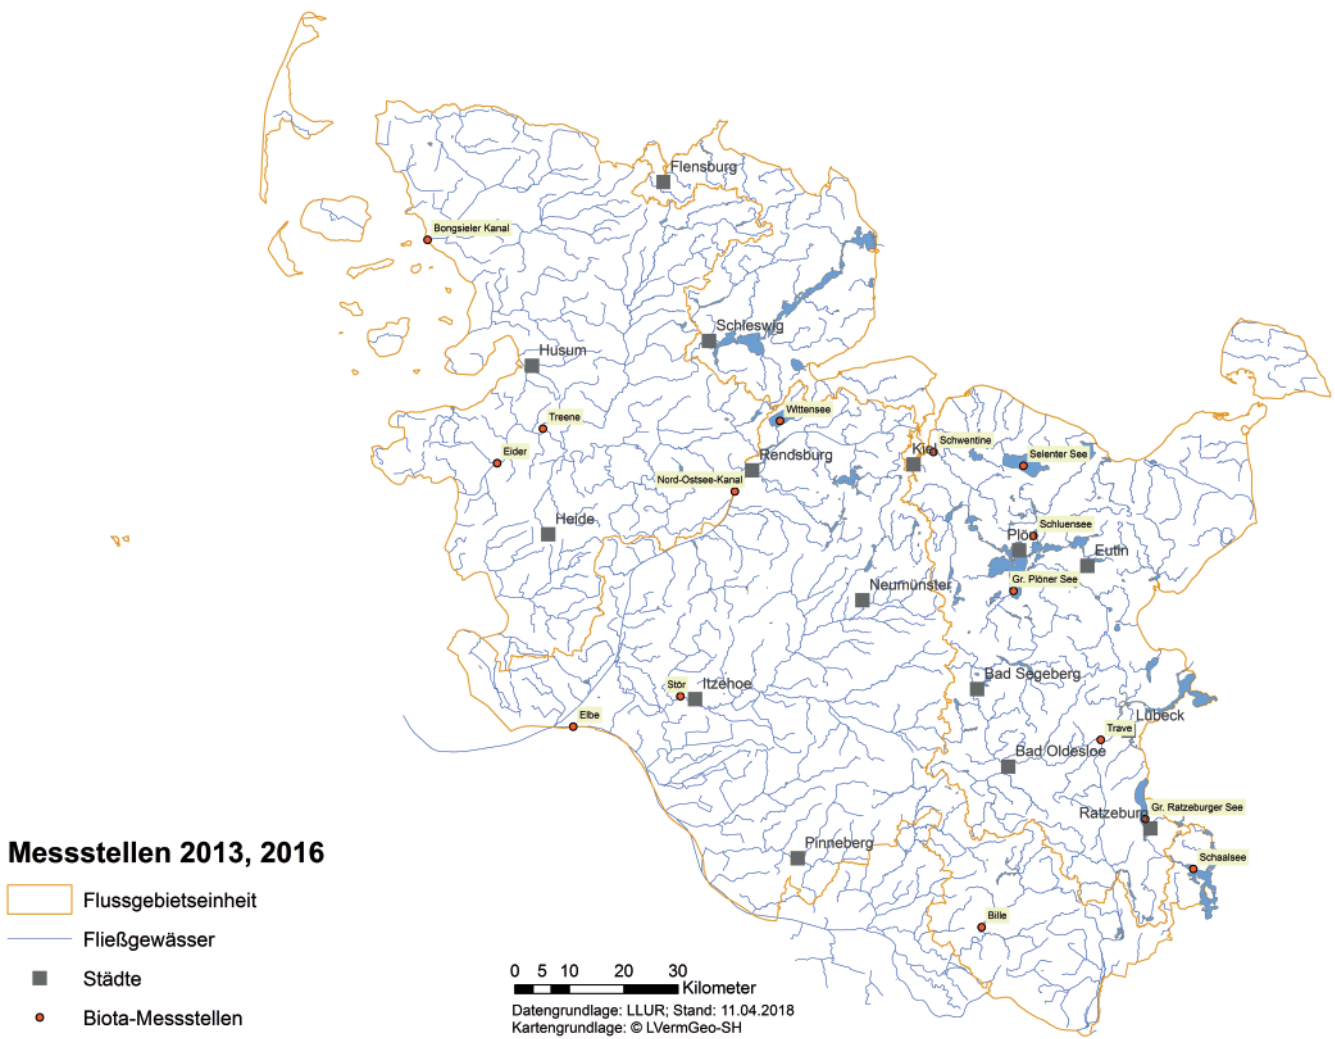 Flensburg
Bongsieler Kanal
Schleswig
Husum
Treene
Wittensee
Eider
Rendsburg
Nord-Ostsee-Kanal
Kiel
Schwentine
Selenter See
Heide
Schluensee
Plön
Eutin
Gr. Plöner See
Neumünster
Bad Segeberg
Stör
Itzehoe
Elbe
Lübeck
Trave
Bad Oldesloe
Gr. Ratzeburger See
Ratzeburg
Pinneberg
Schaalsee
Bille
Messstellen 2013, 2016
Flussgebietseinheit
Fließgewässer
Städte
Biota-Messstellen
0 5 10 20 30
Kilometer
Datengrundlage: LLUR; Stand: 11.04.2018
Kartengrundlage: © LVermGeo-SH